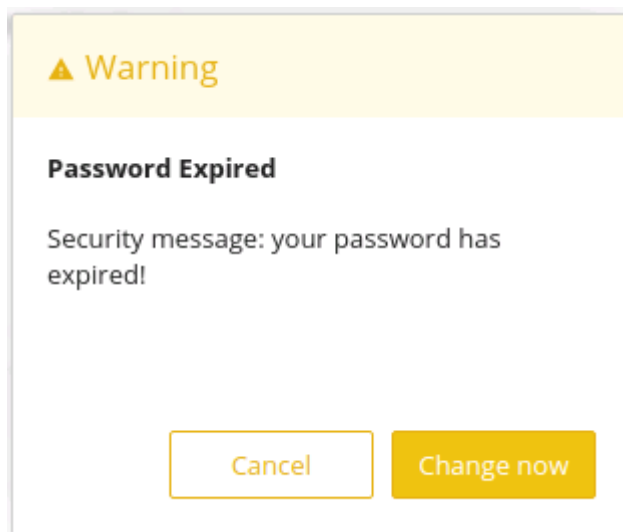 Warning
Password Expired
Security message: your password has
expired!
Cancel
Change now